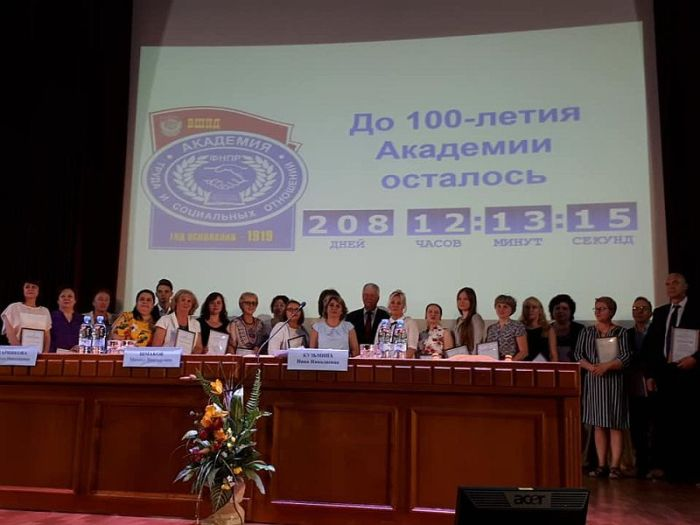 ВШПД
АКАДЕМИЯ
ФНПР
ТРУДА И СОЦИАЛЬНЫХ ОТНОШЕНИЙ
ГОД ОСНОВАНИЯ - 1919
До 100-летия
Академии
осталось
208 12:13:15
ДНЕЙ ЧАСОВ МИНУТ СЕКУНД
ШМАКОВ
КУЗЬМИНА
Нина Николаевна
acer